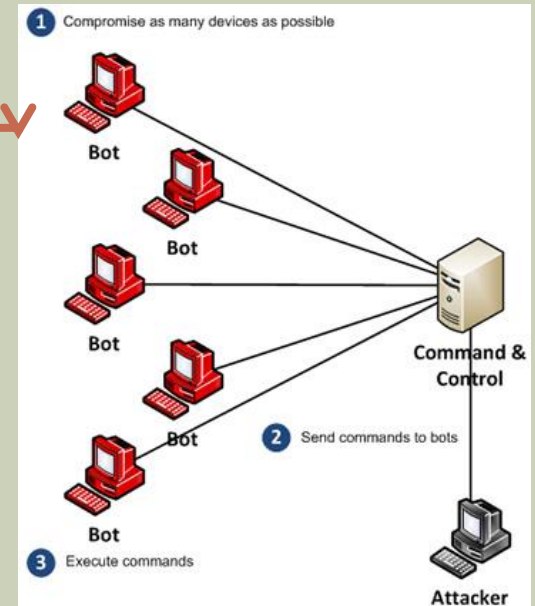 1 Compromise as many devices as possible
Bot
Bot
Bot
Command &
Control
Bot
2 Send commands to bots
Bot
3 Execute commands
Attacker